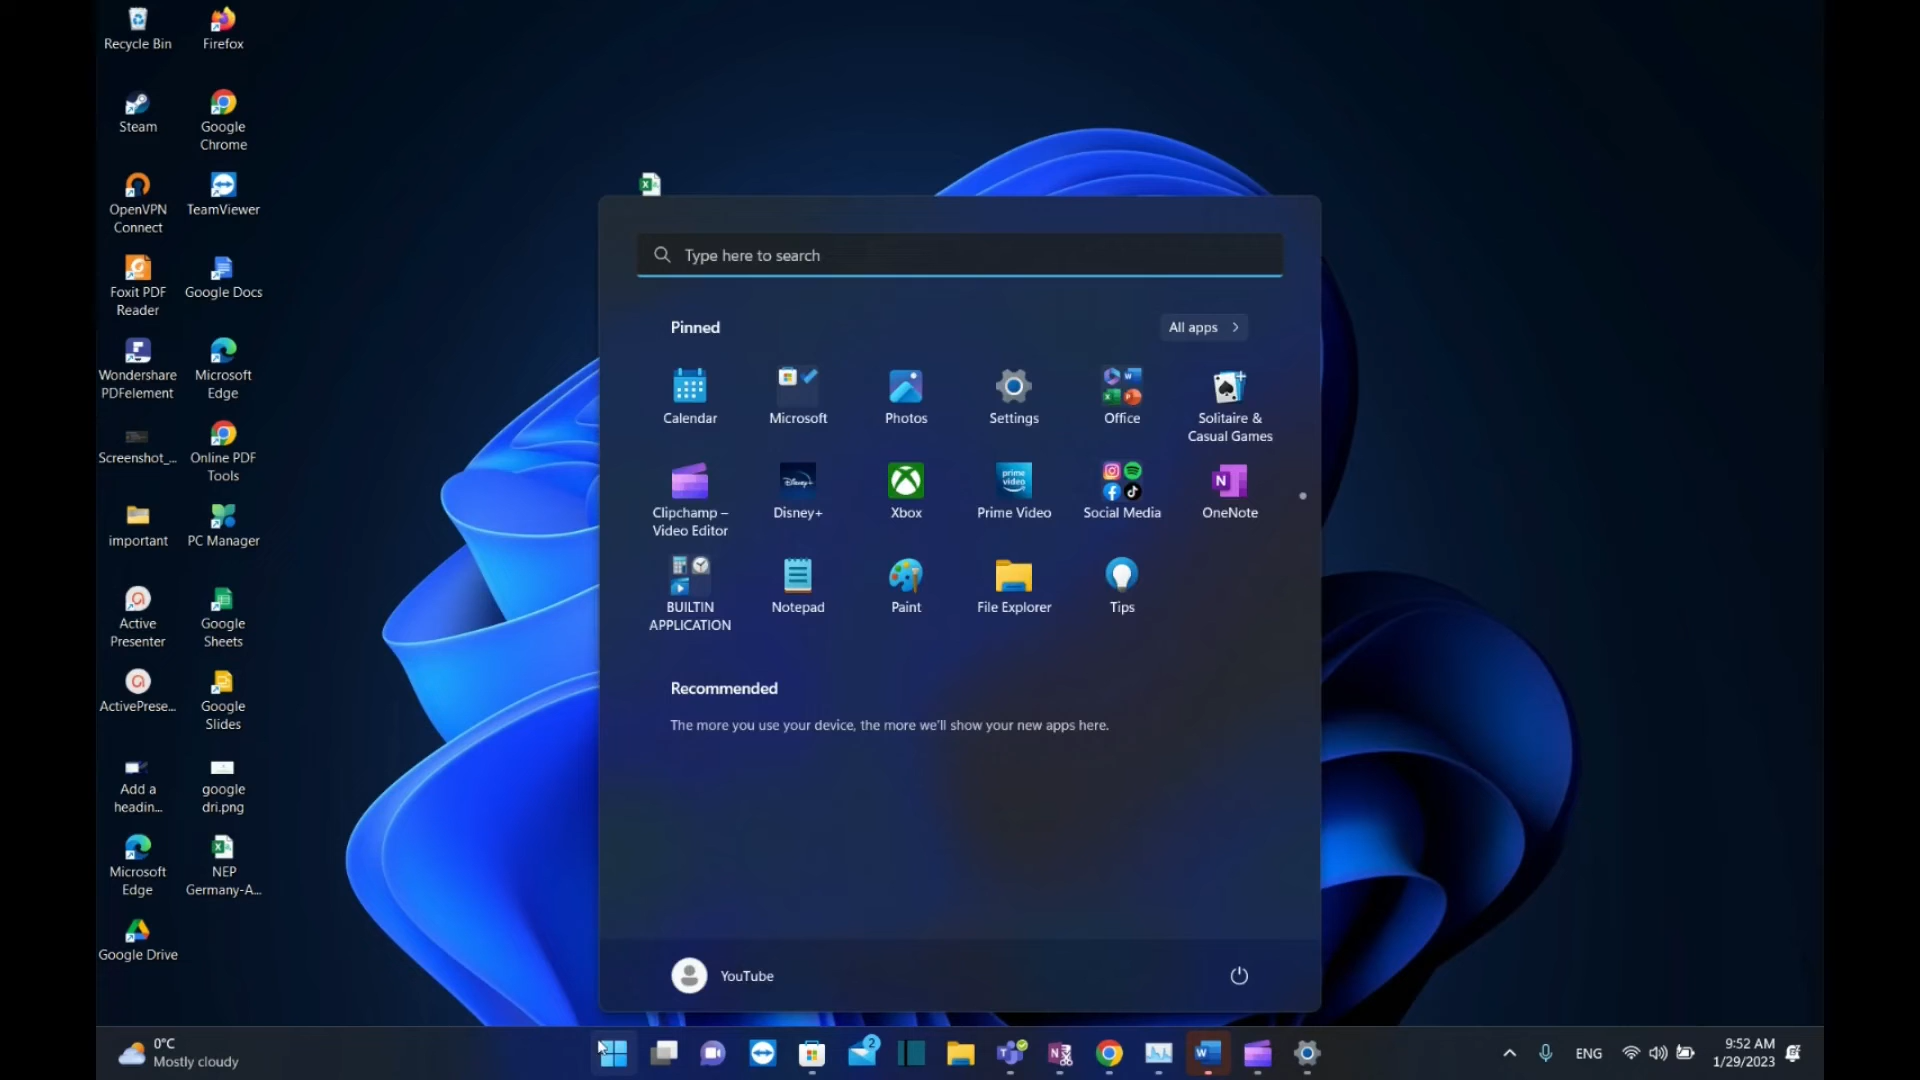 Recycle Bin
Firefox
Steam
Google
Chrome
OpenVPN
Connect
TeamViewer
Foxit PDF
Reader
Google Docs
Wondershare
PDFelement
Microsoft
Edge
Screenshot_...
Online PDF
Tools
important
PC Manager
Active
Presenter
Google
Sheets
ActivePrese...
Google
Slides
Add a
headin...
google
dri.png
Microsoft
Edge
NEP
Germany-A...
Google Drive
Type here to search
Pinned
All apps
Calendar
Microsoft
Photos
Settings
Office
Solitaire &
Casual Games
Clipchamp –
Video Editor
Disney+
Disney+
Xbox
prime
video
Prime Video
Social Media
N
OneNote
BUILTIN
APPLICATION
Notepad
Paint
File Explorer
Tips
Recommended
The more you use your device, the more we'll show your new apps here.
YouTube
0°C
Mostly cloudy
2
ENG
9:52 AM
1/29/2023